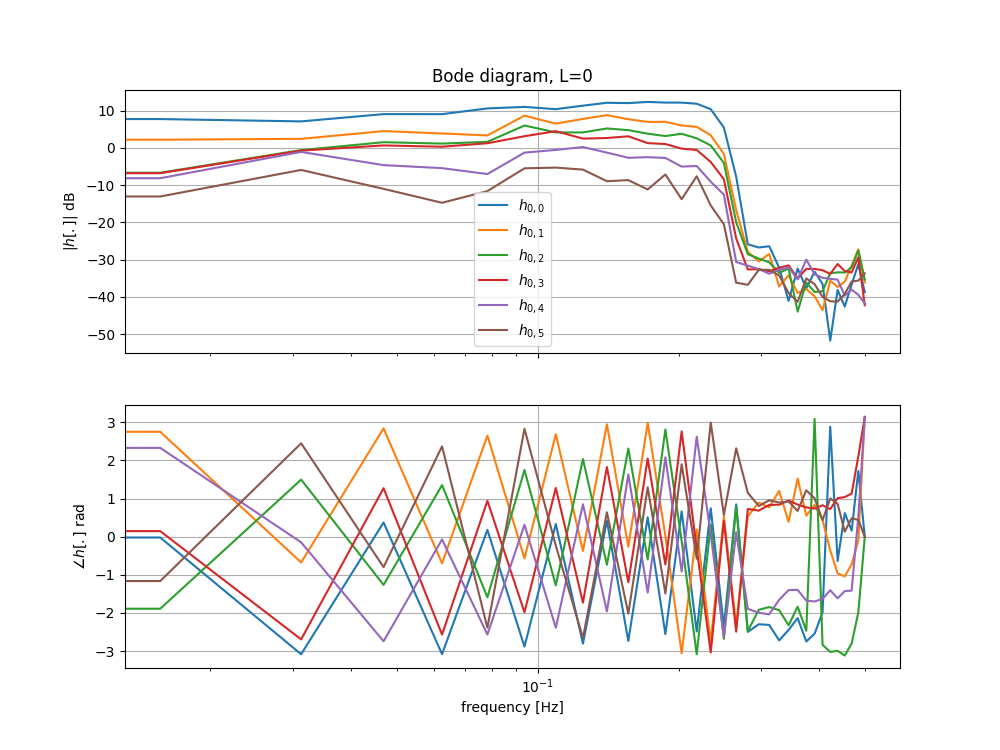 Bode diagram, L=0
|h[.]| dB
10
0
−10
−20
−30
−40
−50
h0,0
h0,1
h0,2
h0,3
h0,4
h0,5
∠h[.] rad
3
2
1
0
−1
−2
−3
10−1
frequency [Hz]